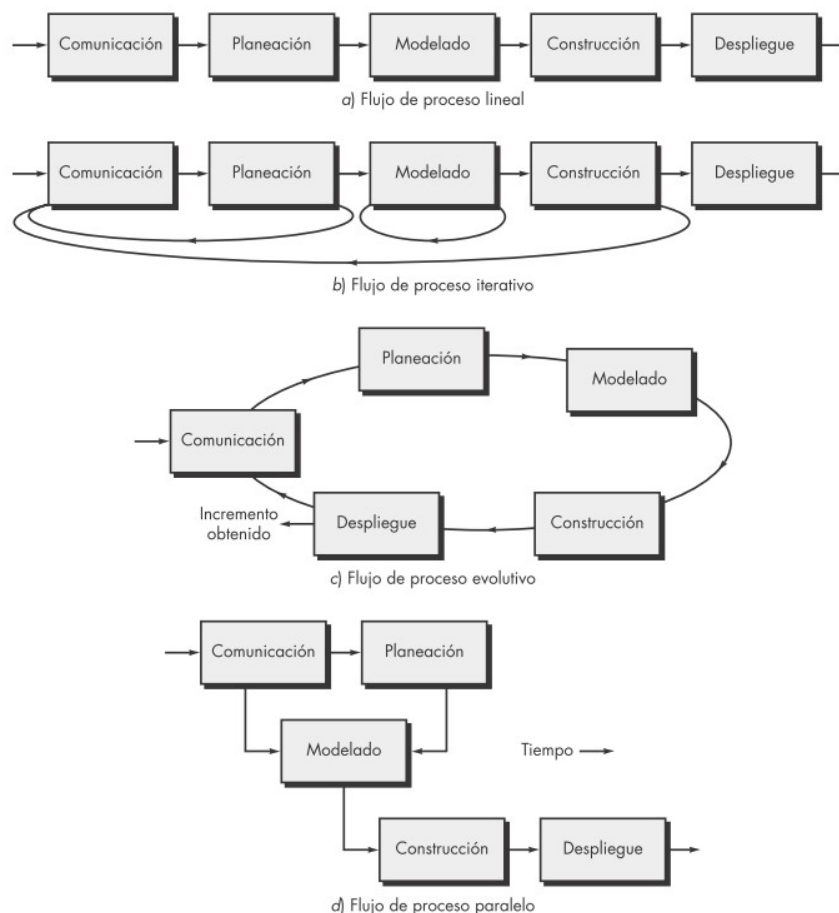 Comunicación Planeación Modelado Construcción Despliegue
a) Flujo de proceso lineal
Comunicación Planeación Modelado Construcción Despliegue
b) Flujo de proceso iterativo
Planeación
Modelado
Comunicación
Incremento
obtenido
Despliegue
Construcción
c) Flujo de proceso evolutivo
Comunicación Planeación
Modelado
Tiempo
Construcción Despliegue
d) Flujo de proceso paralelo